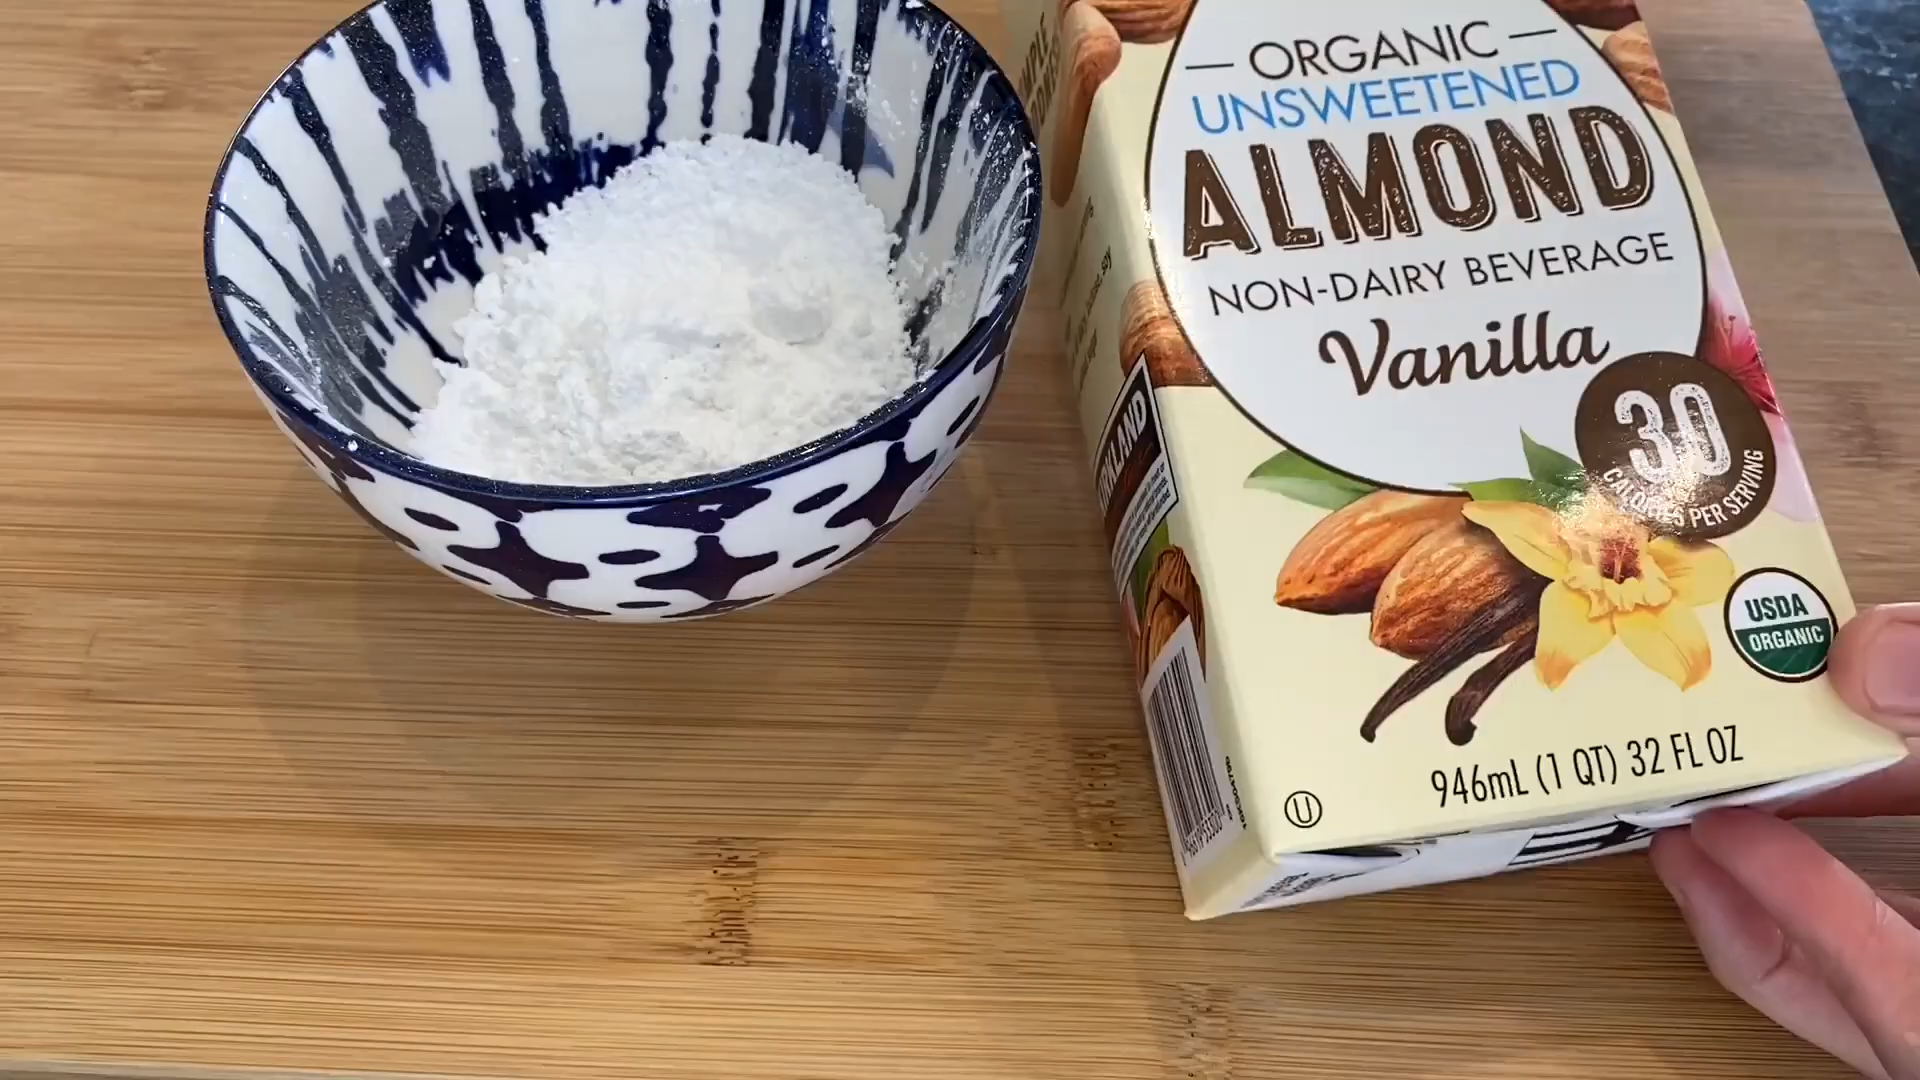 — ORGANIC —
UNSWEETENED
ALMOND
NON-DAIRY BEVERAGE
Vanilla
30
CALORIES PER SERVING
USDA
ORGANIC
946mL (1 QT) 32 FL OZ
U